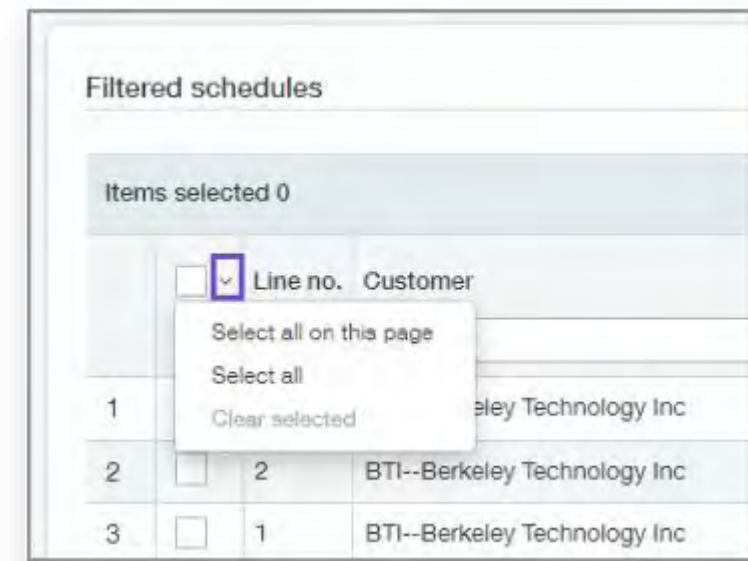 Filtered schedules
Items selected 0
Line no. Customer
Select all on this page
Select all
Clear selected
1 eley Technology Inc
2 2 BTI--Berkeley Technology Inc
3 1 BTI--Berkeley Technology Inc